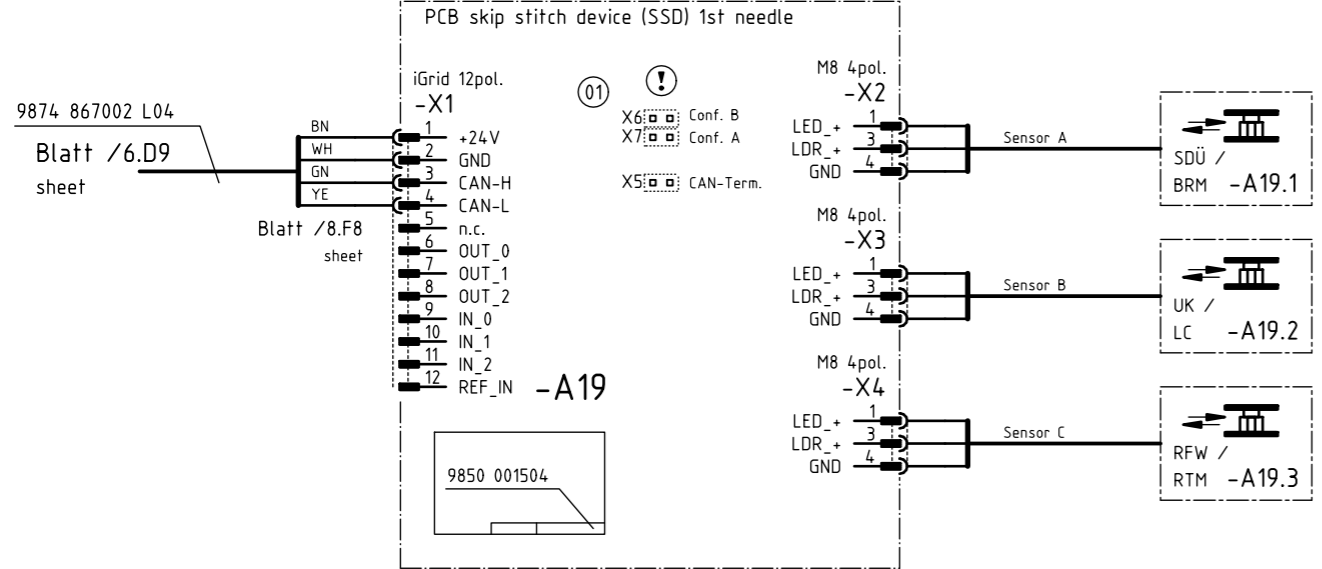 PCB skip stitch device (SSD) 1st needle
iGrid 12pol.
-X1
01
!
X6 Conf. B
X7 Conf. A
X5 CAN-Term.
9874 867002 L04
Blatt /6.D9
sheet
BN
WH
GN
YE
Blatt /8.F8
sheet
1 +24V
2 GND
3 CAN-H
4 CAN-L
5 n.c.
6 OUT_0
7 OUT_1
8 OUT_2
9 IN_0
10 IN_1
11 IN_2
12 REF_IN
-A19
9850 001504
M8 4pol.
-X2
LED_+ 1
LDR_+ 3
GND 4
Sensor A
SDÜ /
BRM -A19.1
M8 4pol.
-X3
LED_+ 1
LDR_+ 3
GND 4
Sensor B
UK /
LC -A19.2
M8 4pol.
-X4
LED_+ 1
LDR_+ 3
GND 4
Sensor C
RFW /
RTM -A19.3